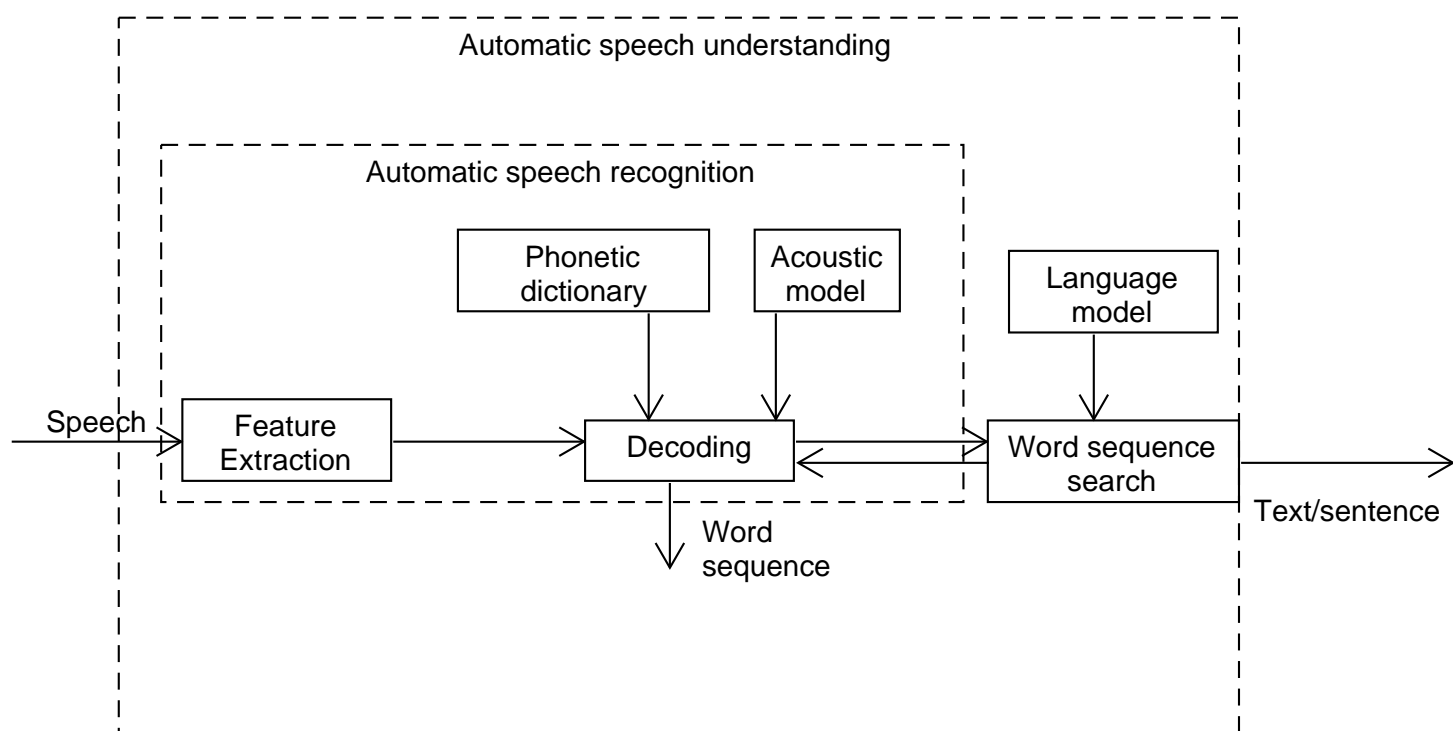 Automatic speech understanding
Automatic speech recognition
Phonetic
dictionary
Acoustic
model
Language
model
Speech
Feature
Extraction
Decoding
Word sequence
search
Text/sentence
Word
sequence